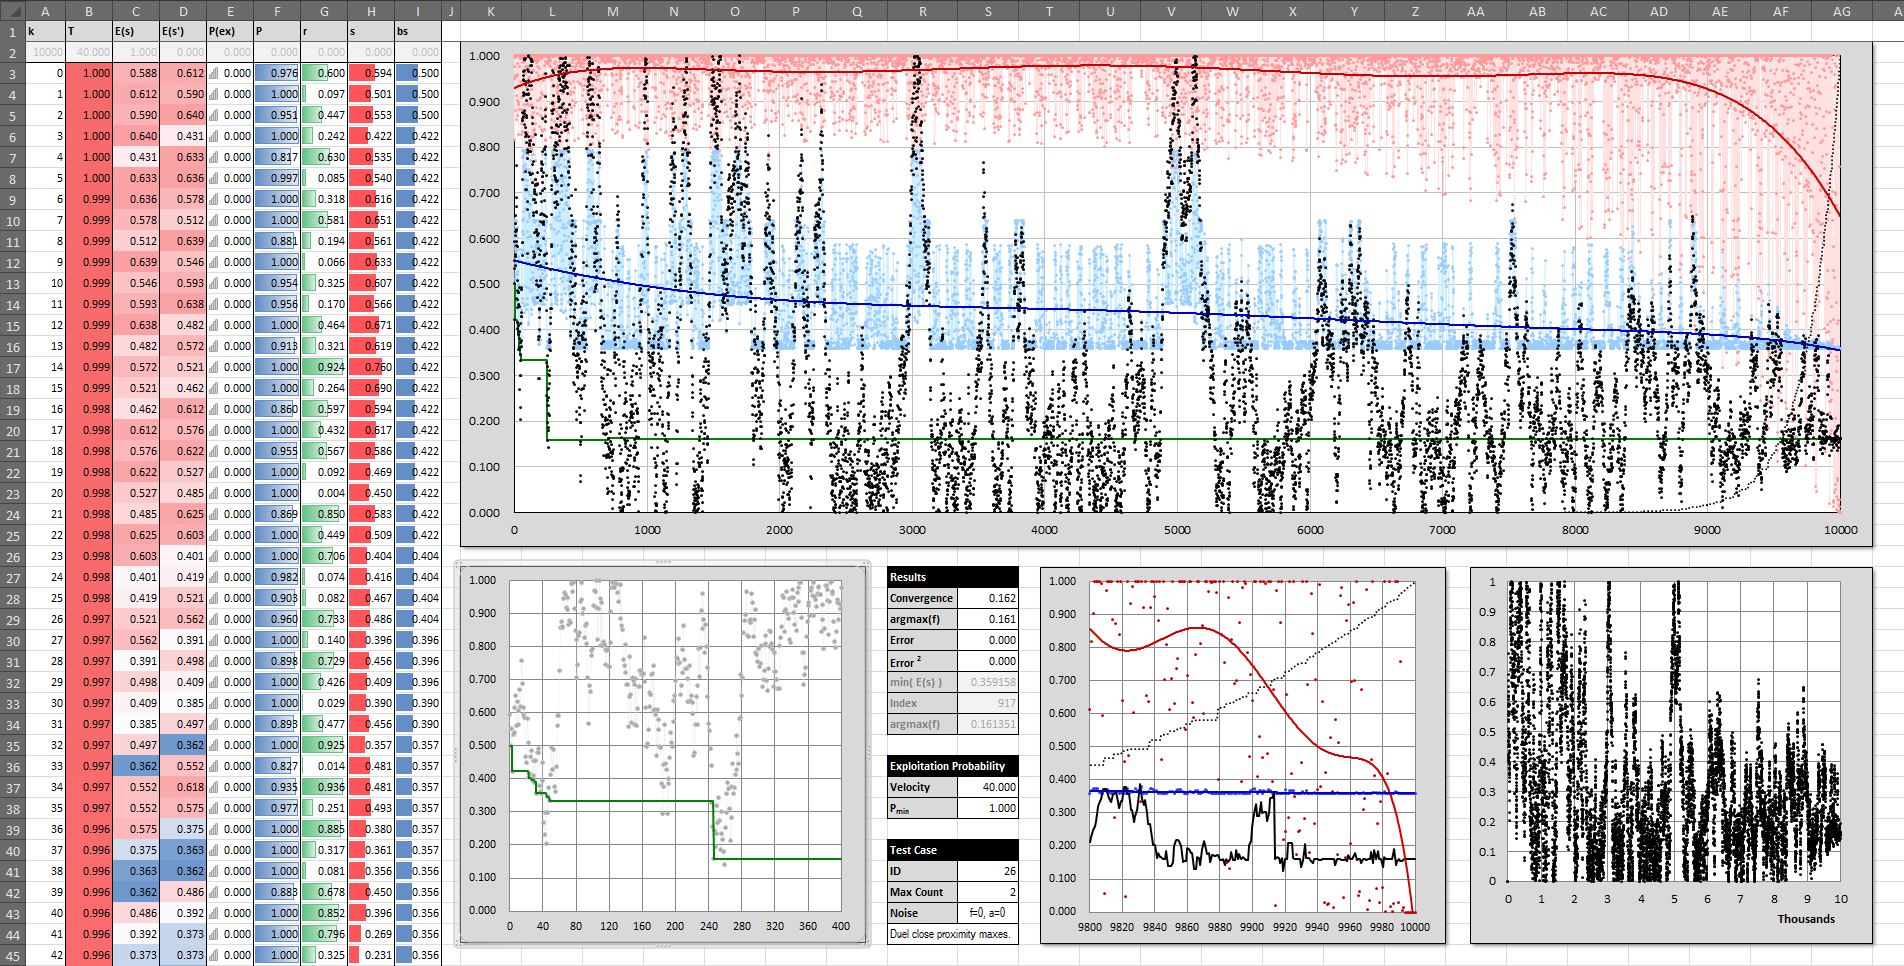 A B C D E F G H I J K L M N O P Q R S T U V W X Y Z AA AB AC AD AE AF AG
1 k T E(s) E(s') P(ex) P r s bs
2 10000 40.000 1.000 0.000 0.000 0.000 0.000 0.000 0.000
3 0 1.000 0.588 0.612 0.000 0.976 0.600 0.594 0.500
4 1 1.000 0.612 0.590 0.000 1.000 0.097 0.501 0.500
5 2 1.000 0.590 0.640 0.000 0.951 0.447 0.553 0.500
6 3 1.000 0.640 0.431 0.000 1.000 0.242 0.422 0.422
7 4 1.000 0.431 0.633 0.000 0.817 0.630 0.535 0.422
8 5 1.000 0.633 0.636 0.000 0.997 0.085 0.540 0.422
9 6 0.999 0.636 0.578 0.000 1.000 0.318 0.616 0.422
10 7 0.999 0.578 0.512 0.000 1.000 0.581 0.651 0.422
11 8 0.999 0.512 0.639 0.000 0.881 0.194 0.561 0.422
12 9 0.999 0.639 0.546 0.000 1.000 0.066 0.633 0.422
13 10 0.999 0.546 0.593 0.000 0.954 0.325 0.607 0.422
14 11 0.999 0.593 0.638 0.000 0.956 0.170 0.566 0.422
15 12 0.999 0.638 0.482 0.000 1.000 0.464 0.671 0.422
16 13 0.999 0.482 0.572 0.000 0.913 0.321 0.619 0.422
17 14 0.999 0.572 0.521 0.000 1.000 0.924 0.760 0.422
18 15 0.999 0.521 0.462 0.000 1.000 0.264 0.690 0.422
19 16 0.998 0.462 0.612 0.000 0.860 0.597 0.594 0.422
20 17 0.998 0.612 0.576 0.000 1.000 0.432 0.617 0.422
21 18 0.998 0.576 0.622 0.000 0.955 0.567 0.586 0.422
22 19 0.998 0.622 0.527 0.000 1.000 0.092 0.469 0.422
23 20 0.998 0.527 0.485 0.000 1.000 0.004 0.450 0.422
24 21 0.998 0.485 0.625 0.000 0.869 0.850 0.583 0.422
25 22 0.998 0.625 0.603 0.000 1.000 0.449 0.509 0.422
26 23 0.998 0.603 0.401 0.000 1.000 0.706 0.404 0.404
27 24 0.998 0.401 0.419 0.000 0.982 0.074 0.416 0.404
28 25 0.998 0.419 0.521 0.000 0.903 0.082 0.467 0.404
29 26 0.998 0.521 0.562 0.000 0.960 0.733 0.486 0.404
30 27 0.997 0.562 0.391 0.000 1.000 0.140 0.396 0.396
31 28 0.997 0.391 0.498 0.000 0.898 0.729 0.456 0.396
32 29 0.997 0.498 0.409 0.000 1.000 0.426 0.409 0.396
33 30 0.997 0.409 0.385 0.000 1.000 0.029 0.390 0.390
34 31 0.997 0.385 0.497 0.000 0.893 0.477 0.456 0.390
35 32 0.997 0.497 0.362 0.000 1.000 0.925 0.357 0.357
36 33 0.997 0.362 0.552 0.000 0.827 0.014 0.481 0.357
37 34 0.997 0.552 0.618 0.000 0.935 0.936 0.481 0.357
38 35 0.997 0.552 0.575 0.000 0.977 0.251 0.493 0.357
39 36 0.996 0.575 0.375 0.000 1.000 0.885 0.380 0.357
40 37 0.996 0.375 0.363 0.000 1.000 0.317 0.361 0.357
41 38 0.996 0.363 0.362 0.000 1.000 0.081 0.356 0.356
42 39 0.996 0.362 0.486 0.000 0.883 0.678 0.450 0.356
43 40 0.996 0.486 0.392 0.000 1.000 0.852 0.396 0.356
44 41 0.996 0.392 0.373 0.000 1.000 0.796 0.269 0.356
45 42 0.996 0.373 0.373 0.000 1.000 0.325 0.231 0.356
1.000
0.900
0.800
0.700
0.600
0.500
0.400
0.300
0.200
0.100
0.000
0 1000 2000 3000 4000 5000 6000 7000 8000 9000 10000
1.000
0.900
0.800
0.700
0.600
0.500
0.400
0.300
0.200
0.100
0.000
0 40 80 120 160 200 240 280 320 360 400
Results
Convergence 0.162
argmax(f) 0.161
Error 0.000
Error ² 0.000
min( E(s) ) 0.359158
Index 917
argmax(f) 0.161351
Exploitation Probability
Velocity 40.000
Pmin 1.000
Test Case
ID 26
Max Count 2
Noise f=0, a=0
Duel close proximity maxes.
1.000
0.900
0.800
0.700
0.600
0.500
0.400
0.300
0.200
0.100
0.000
9800 9820 9840 9860 9880 9900 9920 9940 9960 9980 10000
1
0.9
0.8
0.7
0.6
0.5
0.4
0.3
0.2
0.1
0
0 1 2 3 4 5 6 7 8 9 10
Thousands